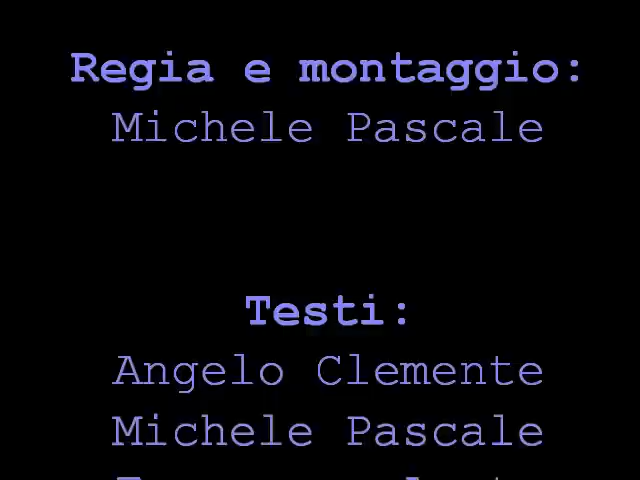 Regia e montaggio:
Michele Pascale
Testi:
Angelo Clemente
Michele Pascale